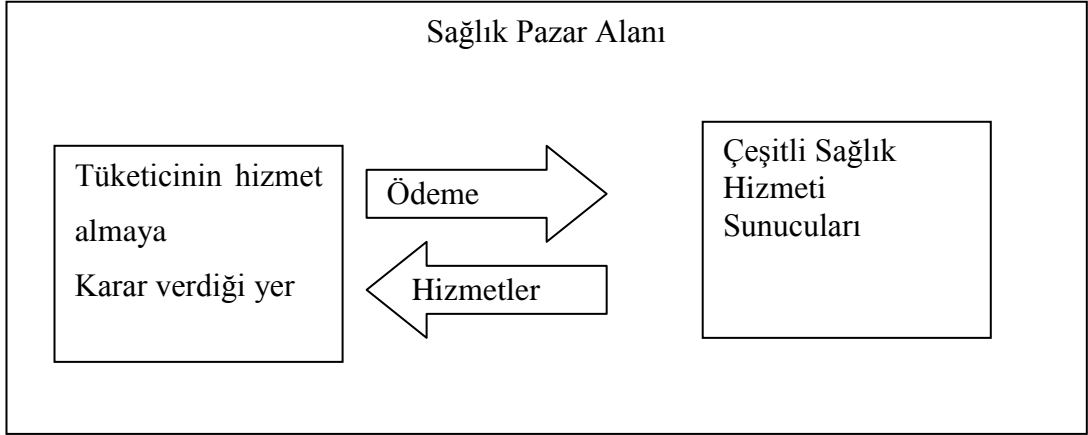 Sağlık Pazar Alanı
Tüketicinin hizmet
almaya
Karar verdiği yer
Ödeme
Hizmetler
Çeşitli Sağlık
Hizmeti
Sunucuları